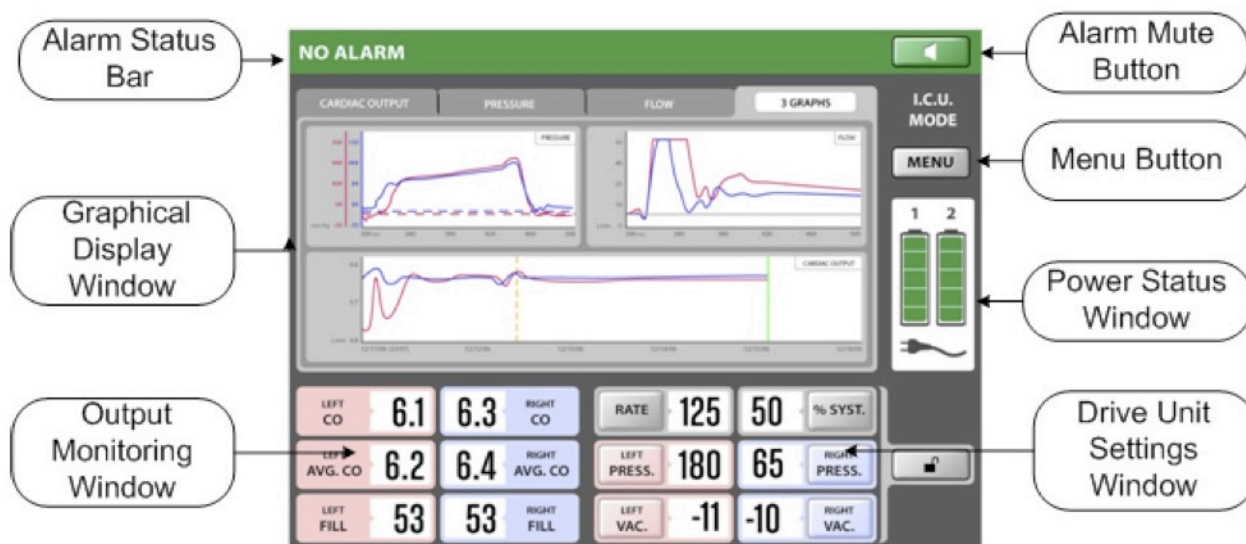 Alarm Status
Bar
NO ALARM
Alarm Mute
Button
CARDIAC OUTPUT
PRESSURE
FLOW
3 GRAPHS
I.C.U.
MODE
PRESSURE
FLOW
MENU
Menu Button
Graphical
Display
Window
1 2
CARDIAC OUTPUT
Power Status
Window
Output
Monitoring
Window
LEFT
CO
6.1
6.3
RIGHT
CO
RATE
125
50
% SYST.
LEFT
AVG. CO
6.2
6.4
RIGHT
AVG. CO
LEFT
PRESS.
180
65
RIGHT
PRESS.
LEFT
FILL
53
53
RIGHT
FILL
LEFT
VAC.
-11
-10
RIGHT
VAC.
Drive Unit
Settings
Window